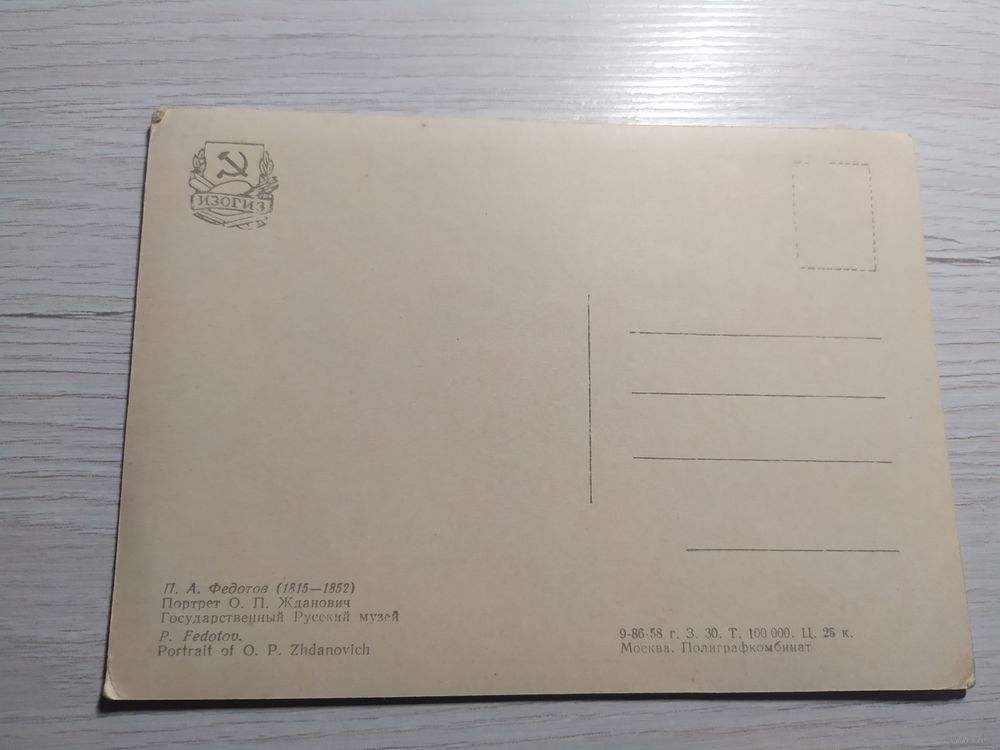 ИЗОГИЗ
П. А. Федотов (1815—1852)
Портрет О. П. Жданович
Государственный Русский музей
P. Fedotov.
Portrait of O. P. Zhdanovich
9-86-58 г. З. 30. Т. 100 000. Ц. 25 к.
Москва. Полиграфкомбинат